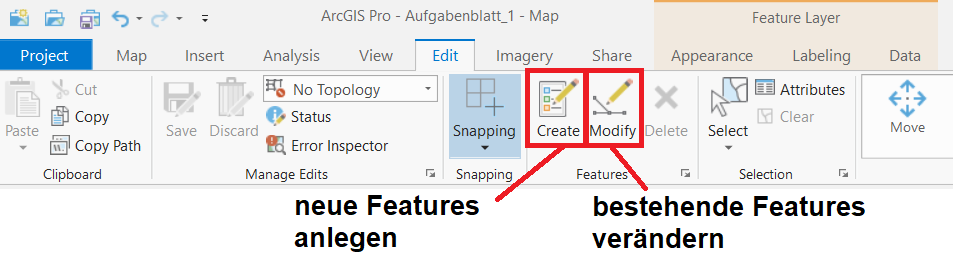 ArcGIS Pro - Aufgabenblatt_1 - Map
Feature Layer
Project Map Insert Analysis View Edit Imagery Share Appearance Labeling Data
Paste
Cut
Copy
Copy Path
Clipboard
Save
Discard
No Topology
Status
Error Inspector
Manage Edits
Snapping
Snapping
Create
Modify
Delete
Features
Select
Attributes
Clear
Selection
Move
neue Features
anlegen
bestehende Features
verändern